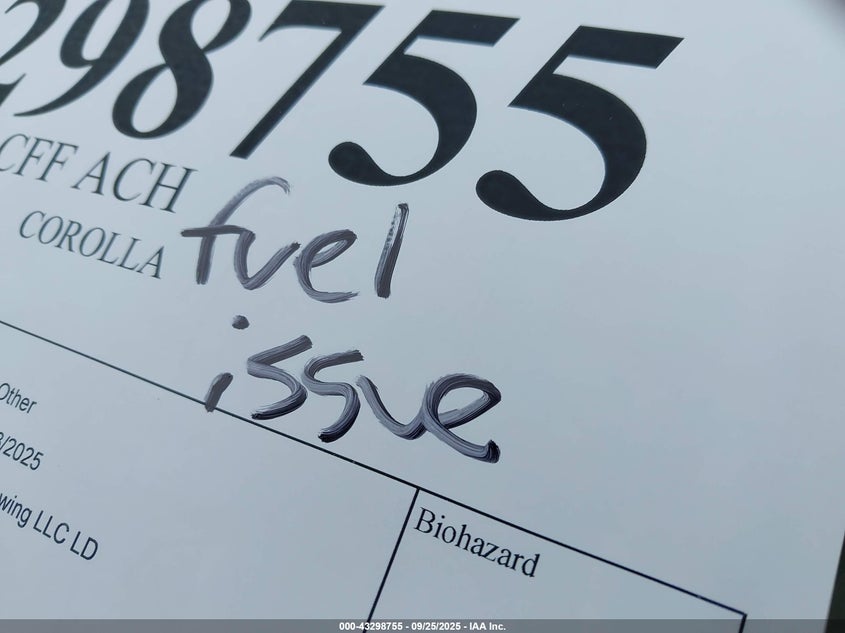 298755
CFF ACH
COROLLA
fuel
issue
Other
/2025
wing LLC LD
Biohazard
000-43298755 - 09/25/2025 - IAA Inc.